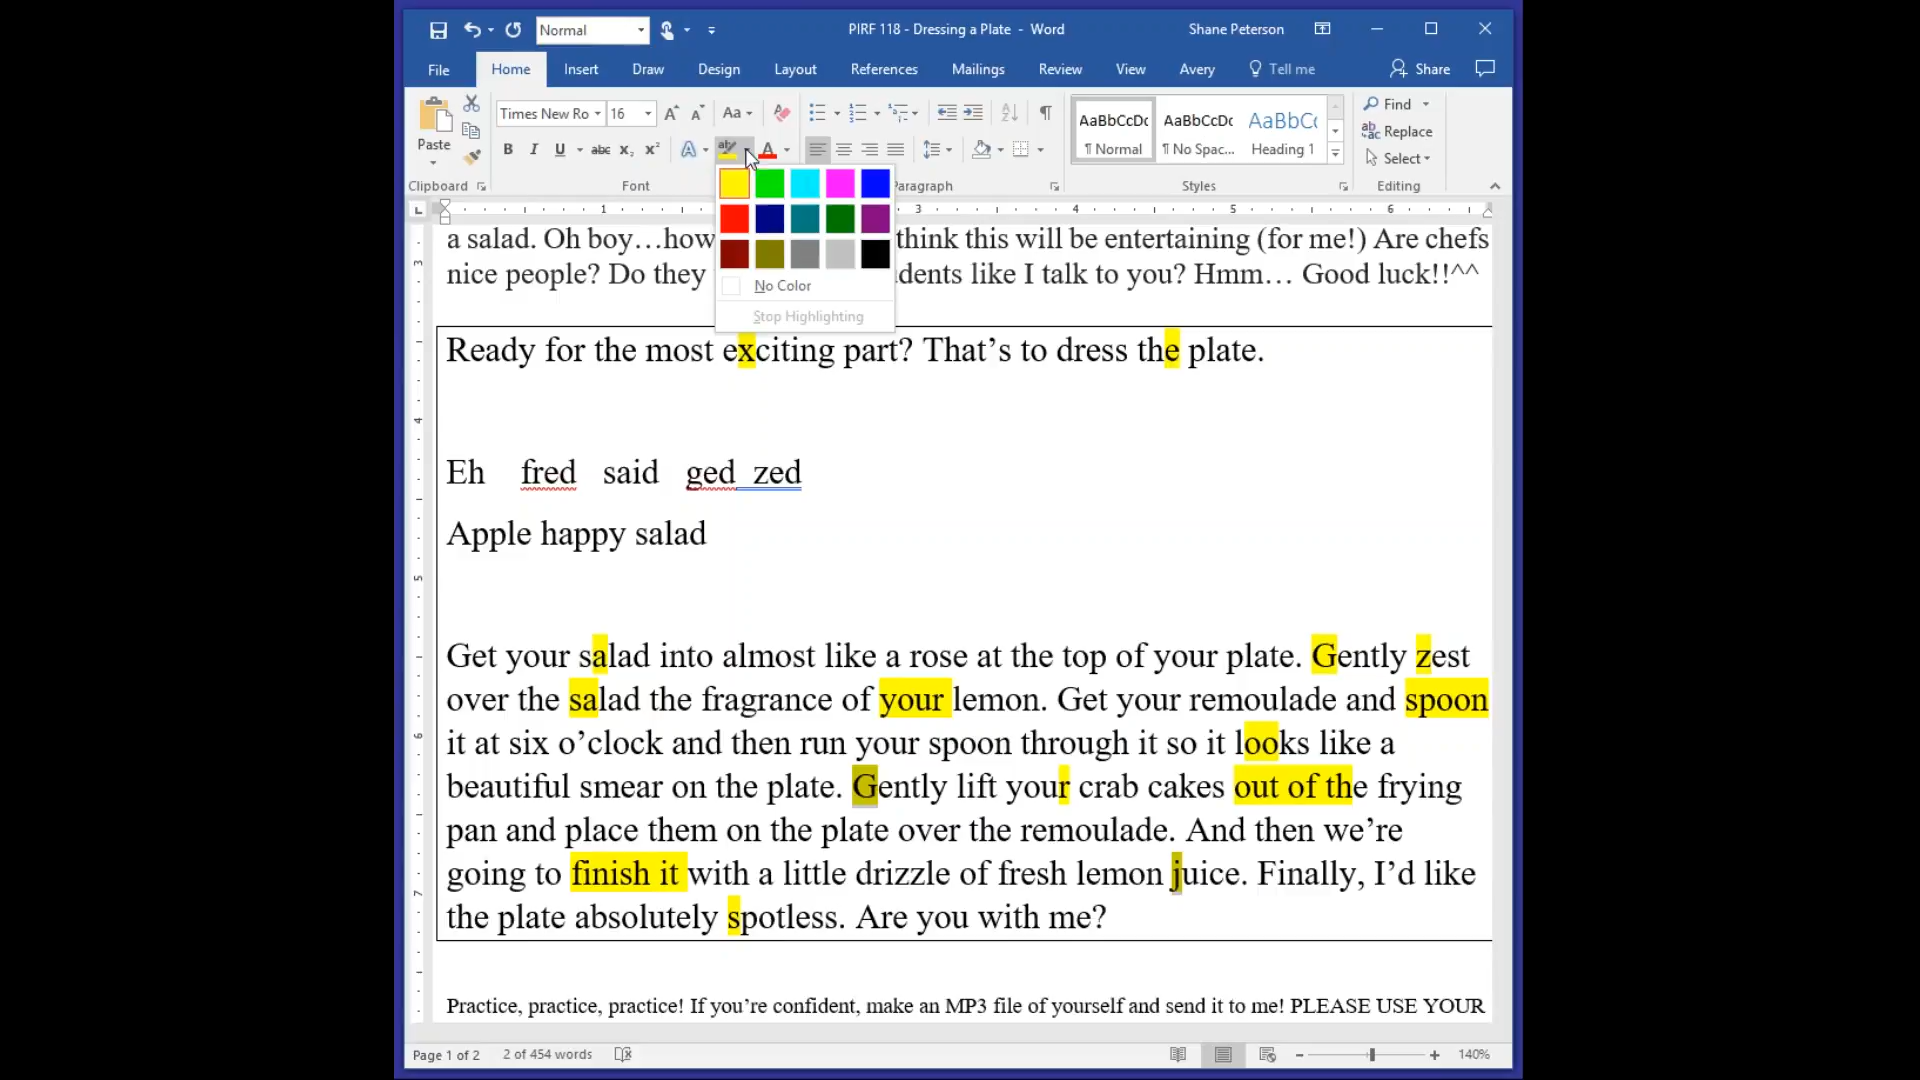 Normal
PIRF 118 - Dressing a Plate - Word
Shane Peterson
File Home Insert Draw Design Layout References Mailings Review View Avery Tell me Share
Times New Ro 16 Aa
AaBbCcDc AaBbCcDc AaBbCc
Find
Paste
B I U abc x₂ x² A aby A
¶ Normal ¶ No Spac... Heading 1
Replace
Select
Clipboard Font Paragraph Styles Editing
No Color
Stop Highlighting
L 1 3 4 5 6
a salad. Oh boy…how think this will be entertaining (for me!) Are chefs
nice people? Do they dents like I talk to you? Hmm… Good luck!!^^
Ready for the most exciting part? That’s to dress the plate.
Eh fred said ged zed
Apple happy salad
Get your salad into almost like a rose at the top of your plate. Gently zest
over the salad the fragrance of your lemon. Get your remoulade and spoon
it at six o’clock and then run your spoon through it so it looks like a
beautiful smear on the plate. Gently lift your crab cakes out of the frying
pan and place them on the plate over the remoulade. And then we’re
going to finish it with a little drizzle of fresh lemon juice. Finally, I’d like
the plate absolutely spotless. Are you with me?
Practice, practice, practice! If you’re confident, make an MP3 file of yourself and send it to me! PLEASE USE YOUR
Page 1 of 2 2 of 454 words 140%